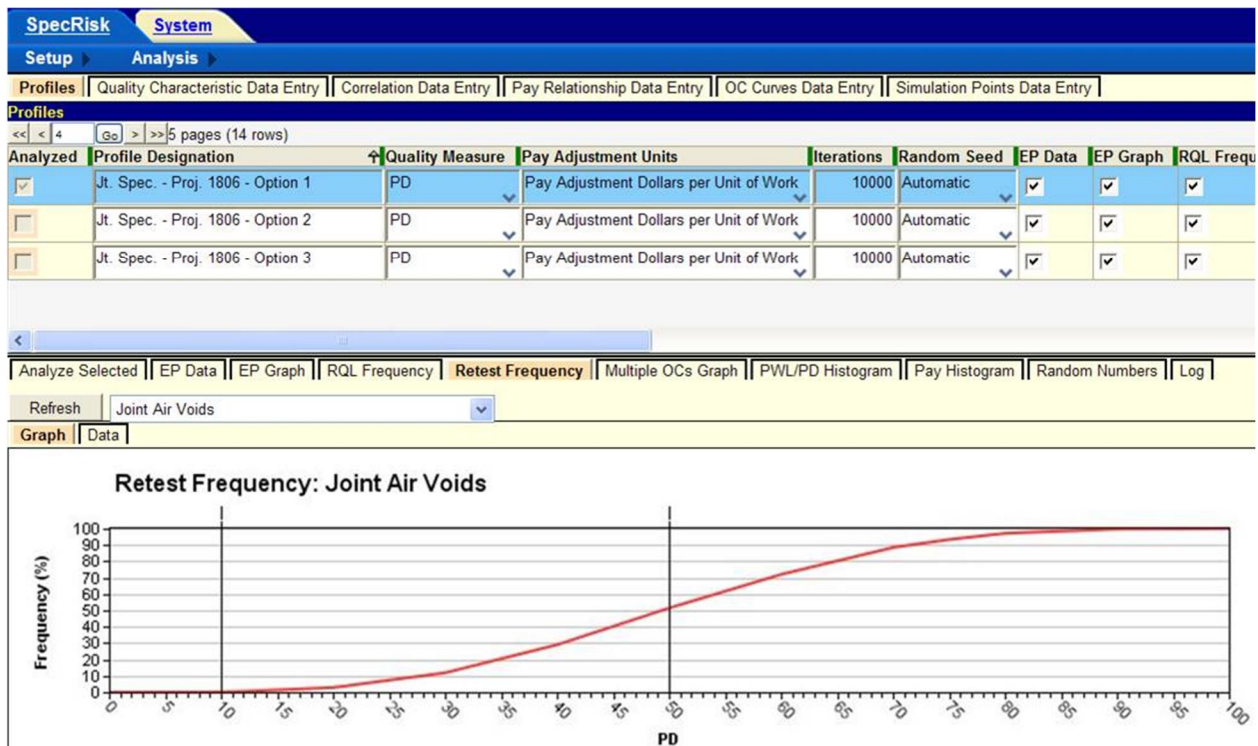 SpecRisk System
Setup Analysis
Profiles Quality Characteristic Data Entry Correlation Data Entry Pay Relationship Data Entry OC Curves Data Entry Simulation Points Data Entry
Profiles
<< < 4 Go > >> 5 pages (14 rows)
Analyzed Profile Designation Quality Measure Pay Adjustment Units Iterations Random Seed EP Data EP Graph RQL Frequ
Jt. Spec. - Proj. 1806 - Option 1 PD Pay Adjustment Dollars per Unit of Work 10000 Automatic
Jt. Spec. - Proj. 1806 - Option 2 PD Pay Adjustment Dollars per Unit of Work 10000 Automatic
Jt. Spec. - Proj. 1806 - Option 3 PD Pay Adjustment Dollars per Unit of Work 10000 Automatic
Analyze Selected EP Data EP Graph RQL Frequency Retest Frequency Multiple OCs Graph PWL/PD Histogram Pay Histogram Random Numbers Log
Refresh Joint Air Voids
Graph Data
Retest Frequency: Joint Air Voids
Frequency (%)
100
90
80
70
60
50
40
30
20
10
0
0 5 10 15 20 25 30 35 40 45 50 55 60 65 70 75 80 85 90 95 100
PD